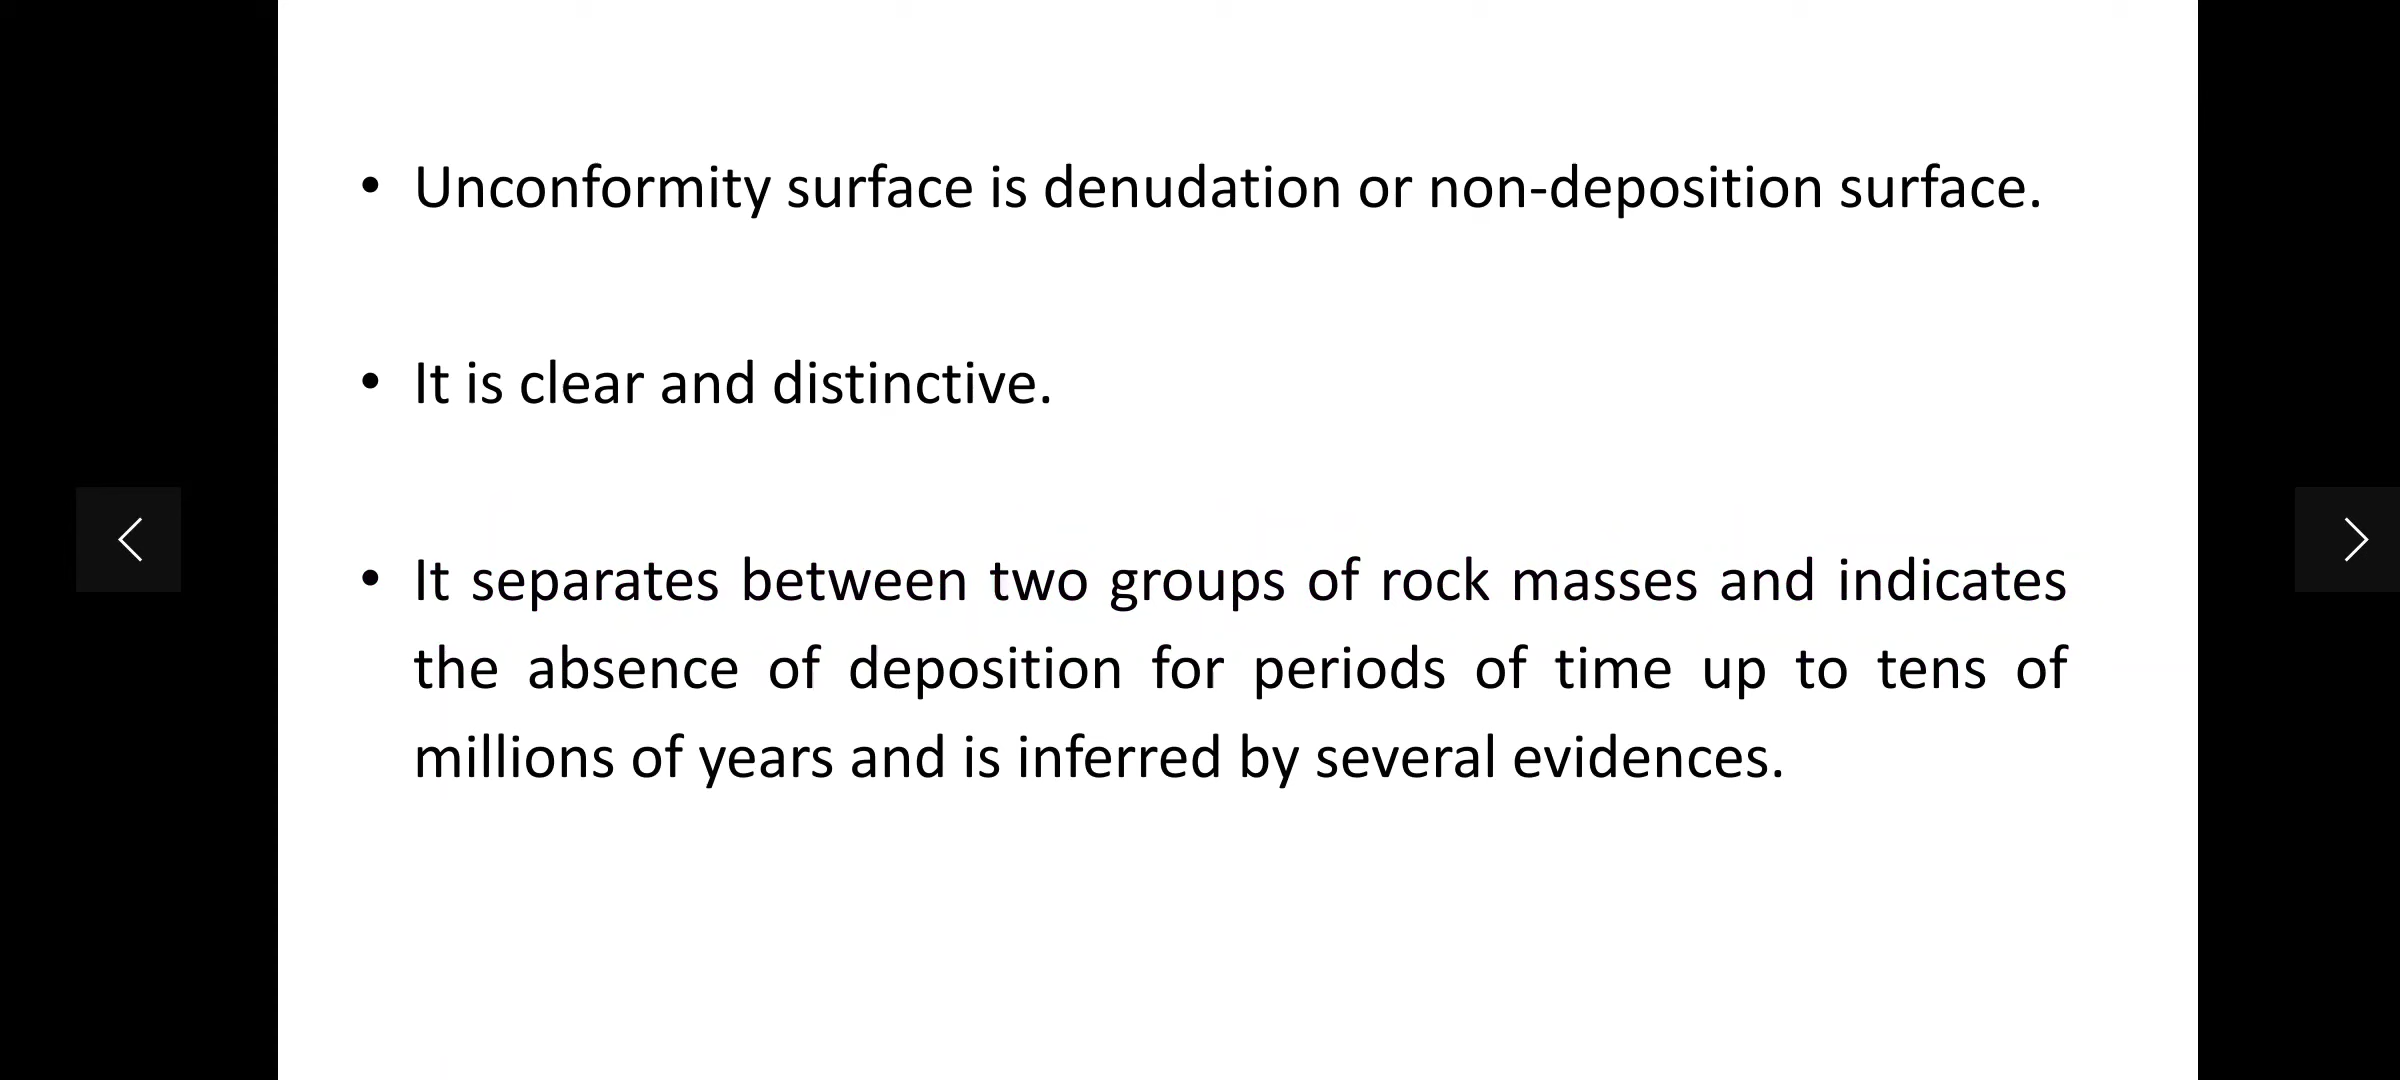 • Unconformity surface is denudation or non-deposition surface.
• It is clear and distinctive.
• It separates between two groups of rock masses and indicates
the absence of deposition for periods of time up to tens of
millions of years and is inferred by several evidences.